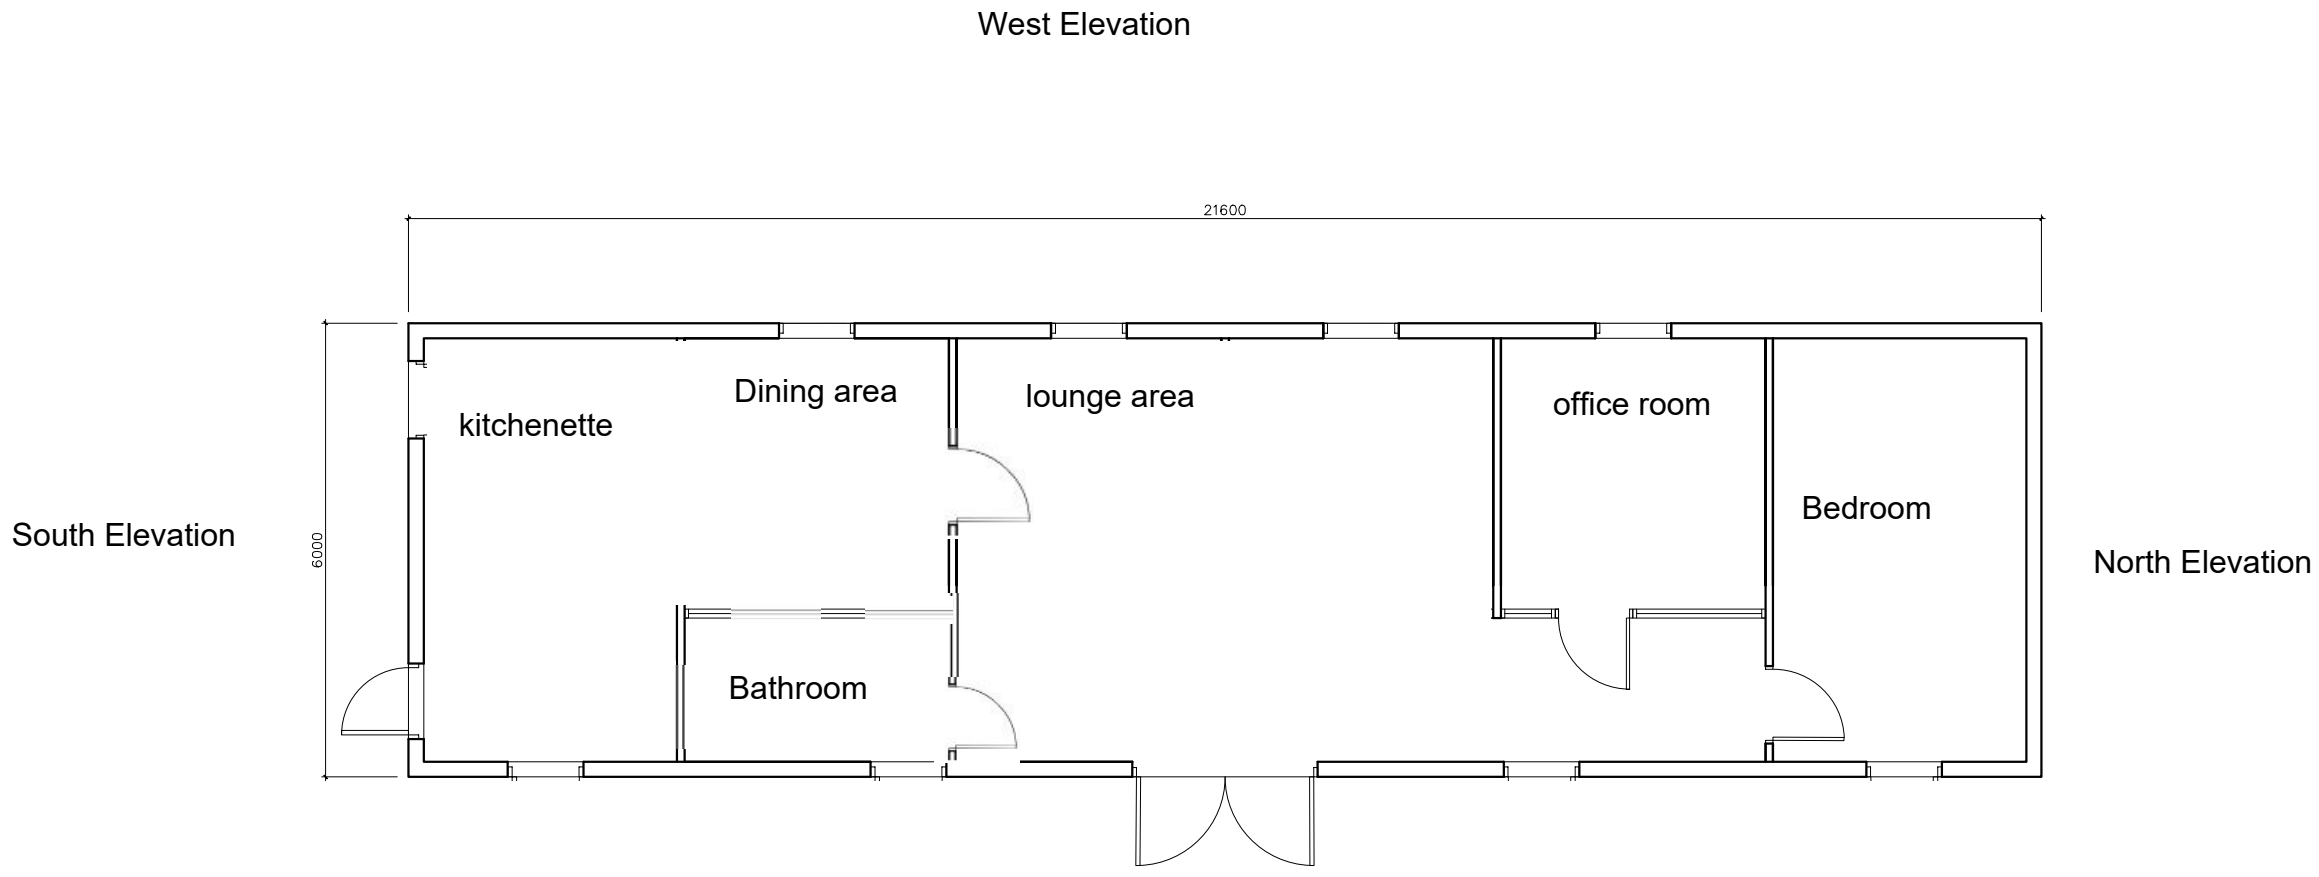 West Elevation
21600
Dining area
lounge area
office room
kitchenette
Bedroom
South Elevation
6000
North Elevation
Bathroom